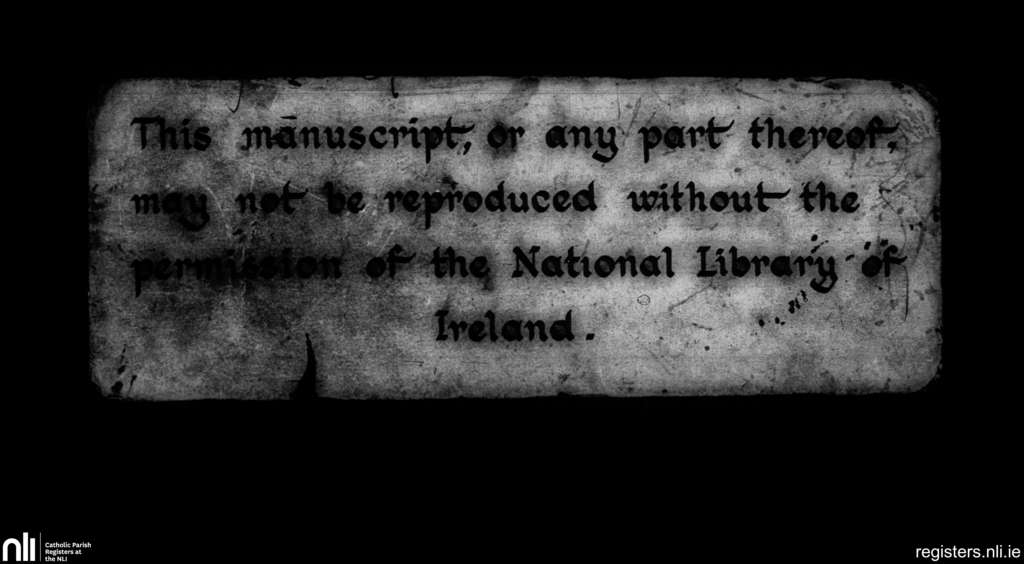 This manuscript, or any part thereof,
may not be reproduced without the
permission of the National Library of
Ireland.
nli
Catholic Parish
Registers at
the NLI
registers.nli.ie